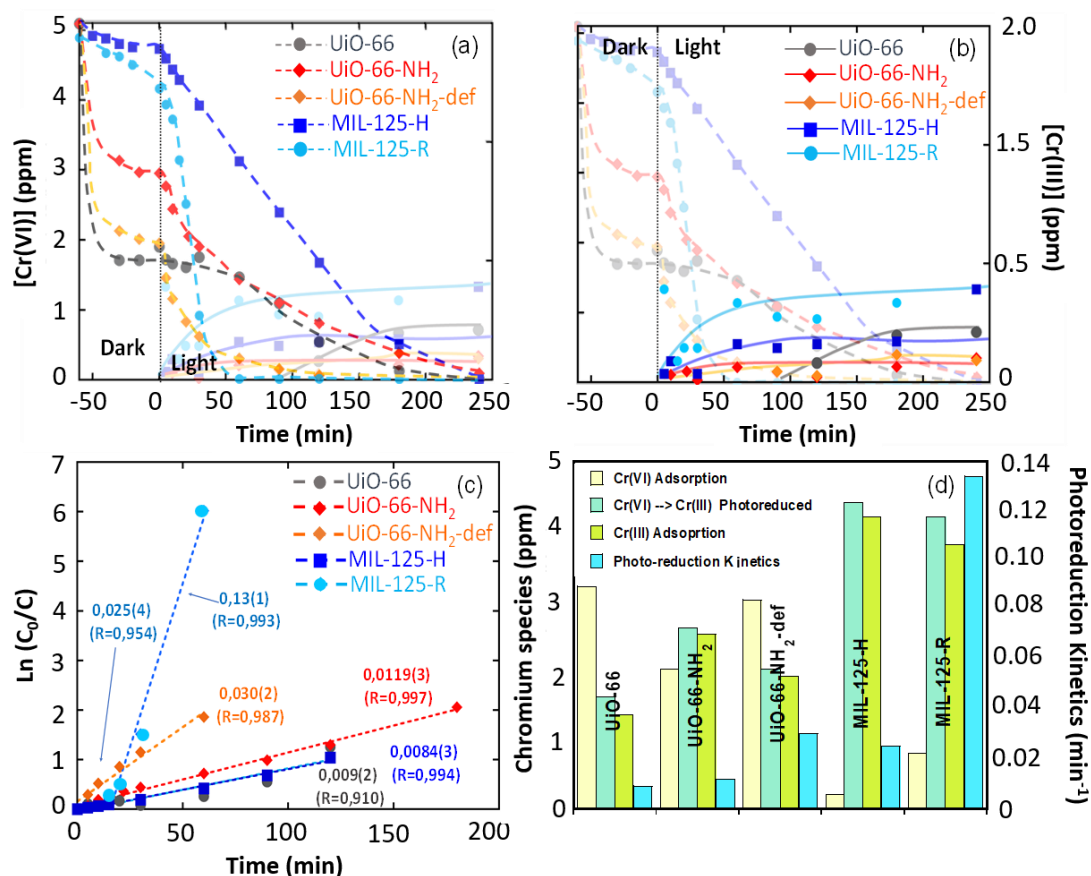 5
4
3
2
1
0
[Cr(VI)] (ppm)
(a)
UiO-66
UiO-66-NH2
UiO-66-NH2-def
MIL-125-H
MIL-125-R
Dark
Light
-50 0 50 100 150 200 250
Time (min)
(b)
Dark Light
UiO-66
UiO-66-NH2
UiO-66-NH2-def
MIL-125-H
MIL-125-R
2.0
1.5
0.5
0
[Cr(III)] (ppm)
-50 0 50 100 150 200 250
Time (min)
7
6
5
4
3
2
1
0
Ln (C0/C)
(c)
UiO-66
UiO-66-NH2
UiO-66-NH2-def
MIL-125-H
MIL-125-R
0,025(4)
(R=0,954)
0,13(1)
(R=0,993)
0,030(2)
(R=0,987)
0,0119(3)
(R=0,997)
0,0084(3)
(R=0,994)
0,009(2)
(R=0,910)
0 50 100 150 200
Time (min)
5
4
3
2
1
0
Chromium species (ppm)
(d)
Cr(VI) Adsorption
Cr(VI) --> Cr(III) Photoreduced
Cr(III) Adsoprtion
Photo-reduction Kinetics
UiO-66
UiO-66-NH2
UiO-66-NH2-def
MIL-125-H
MIL-125-R
0.14
0.12
0.10
0.08
0.06
0.04
0.02
0
Photoreduction Kinetics (min-1)